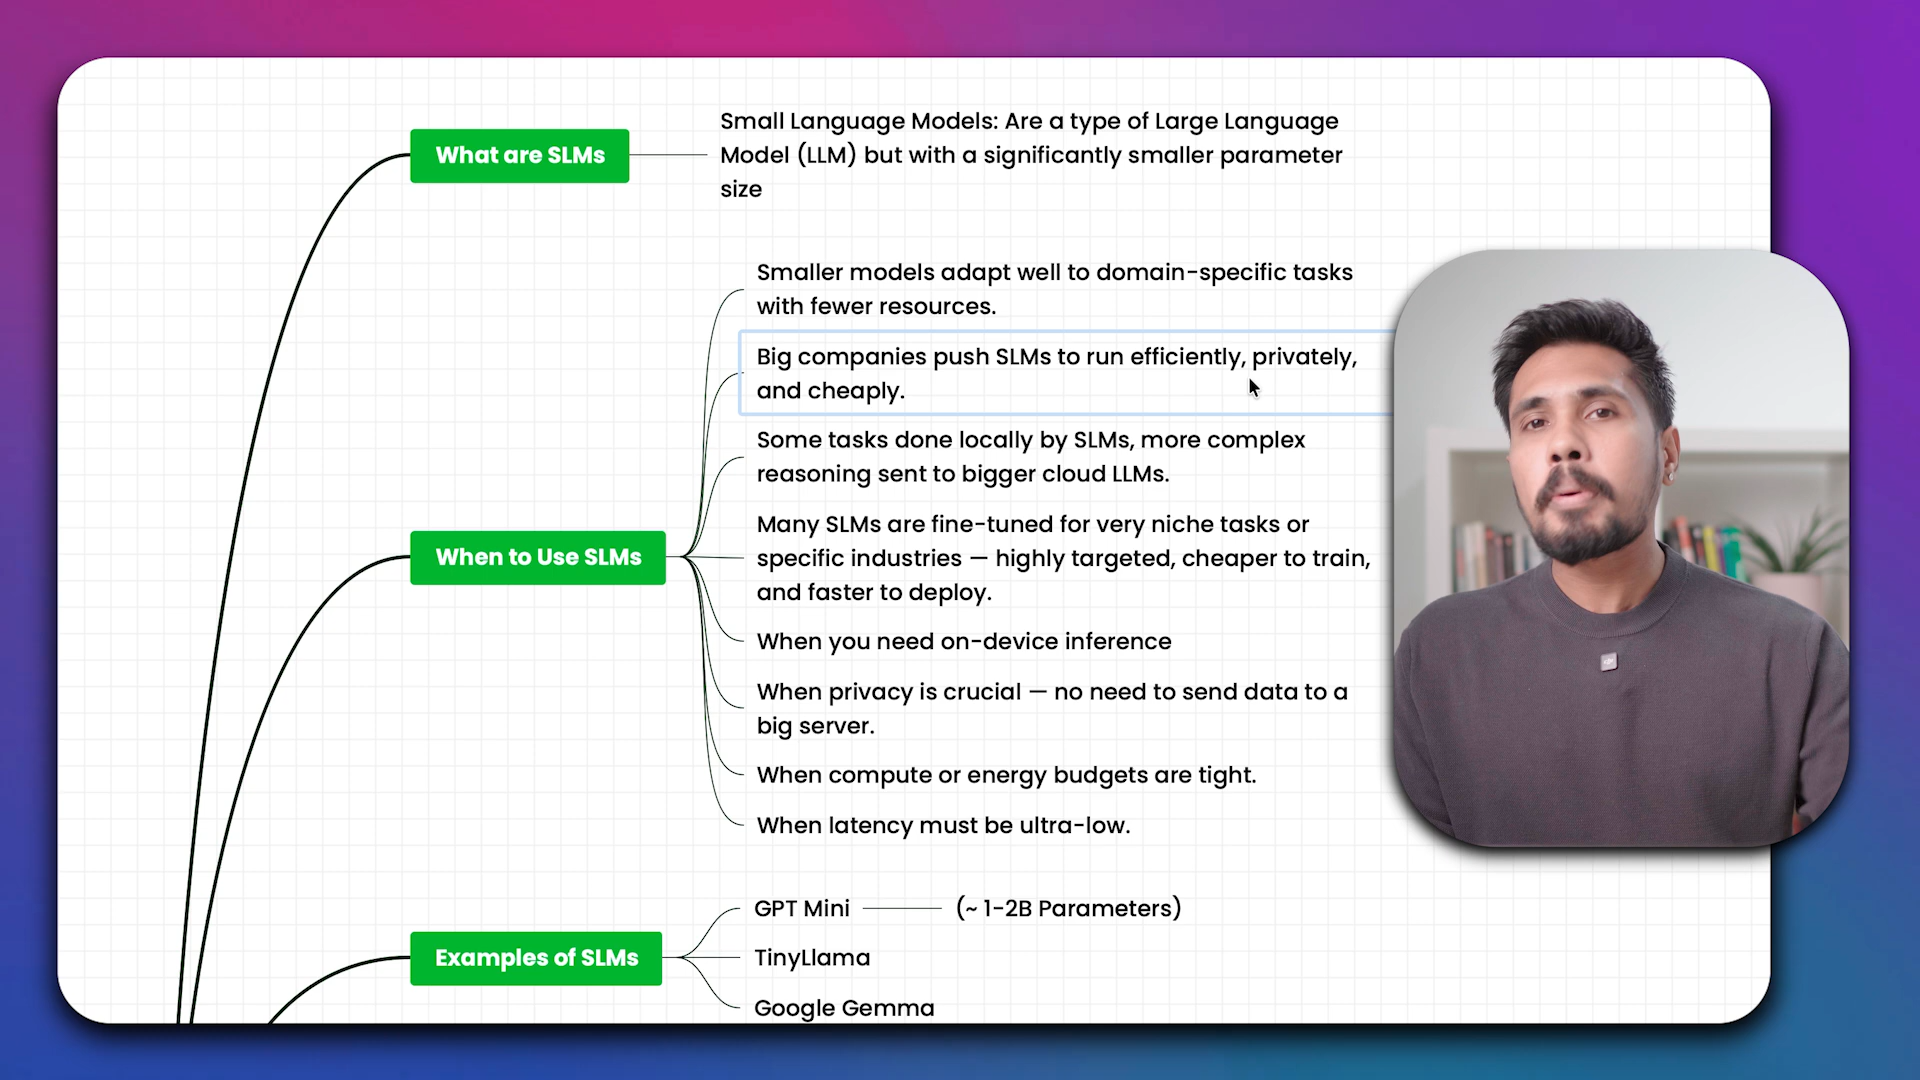 What are SLMs
Small Language Models: Are a type of Large Language
Model (LLM) but with a significantly smaller parameter
size
When to Use SLMs
Smaller models adapt well to domain-specific tasks
with fewer resources.
Big companies push SLMs to run efficiently, privately,
and cheaply.
Some tasks done locally by SLMs, more complex
reasoning sent to bigger cloud LLMs.
Many SLMs are fine-tuned for very niche tasks or
specific industries — highly targeted, cheaper to train,
and faster to deploy.
When you need on-device inference
When privacy is crucial — no need to send data to a
big server.
When compute or energy budgets are tight.
When latency must be ultra-low.
Examples of SLMs
GPT Mini
(~ 1-2B Parameters)
TinyLlama
Google Gemma